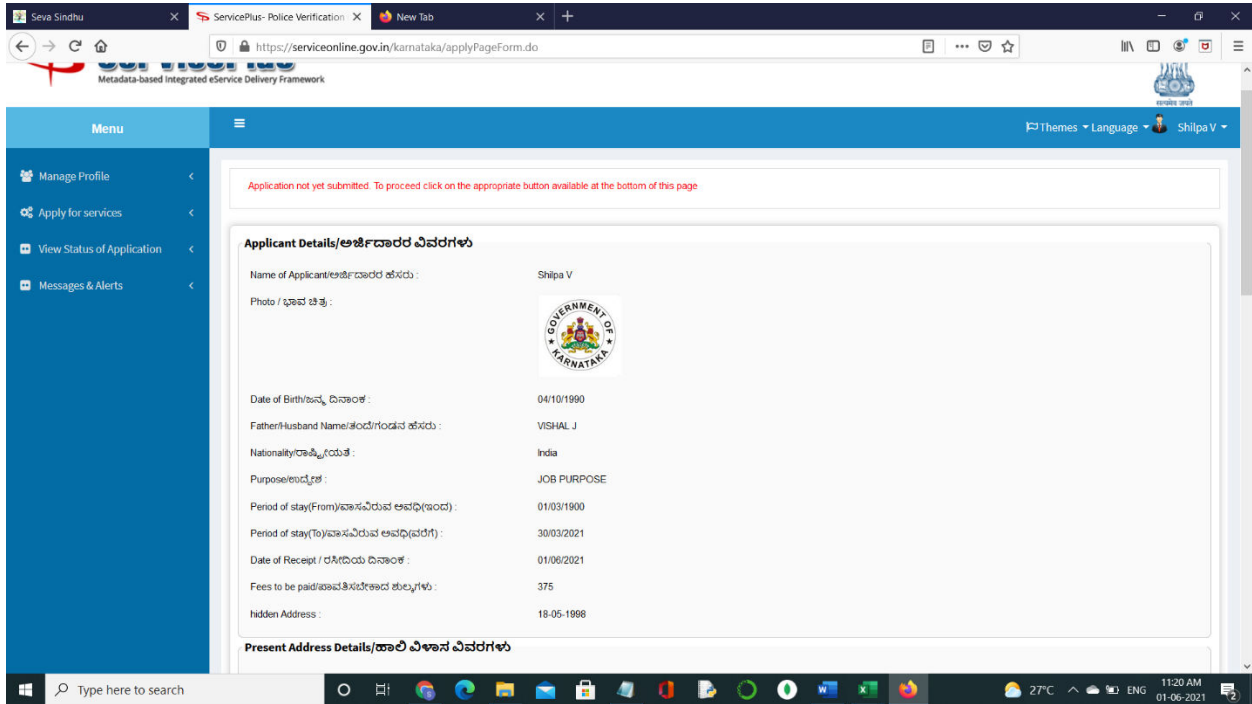 Seva Sindhu
ServicePlus- Police Verification
New Tab
https://serviceonline.gov.in/karnataka/applyPageForm.do
Metadata-based Integrated eService Delivery Framework
सत्यमेव जयते
Menu
Themes Language Shilpa V
Manage Profile
Apply for services
View Status of Application
Messages & Alerts
Application not yet submitted. To proceed click on the appropriate button available at the bottom of this page
Applicant Details/ಅರ್ಜಿದಾರರ ವಿವರಗಳು
Name of Applicant/ಅರ್ಜಿದಾರರ ಹೆಸರು : Shilpa V
Photo / ಭಾವ ಚಿತ್ರ :
GOVERNMENT OF KARNATAKA
Date of Birth/ಜನ್ಮ ದಿನಾಂಕ : 04/10/1990
Father/Husband Name/ತಂದೆ/ಗಂಡನ ಹೆಸರು : VISHAL J
Nationality/ರಾಷ್ಟ್ರೀಯತೆ : India
Purpose/ಉದ್ದೇಶ : JOB PURPOSE
Period of stay(From)/ವಾಸವಿರುವ ಅವಧಿ(ಇಂದ) : 01/03/1900
Period of stay(To)/ವಾಸವಿರುವ ಅವಧಿ(ವರೆಗೆ) : 30/03/2021
Date of Receipt / ರಸೀದಿಯ ದಿನಾಂಕ : 01/06/2021
Fees to be paid/ಪಾವತಿಸಬೇಕಾದ ಶುಲ್ಕಗಳು : 375
hidden Address : 18-05-1998
Present Address Details/ಹಾಲಿ ವಿಳಾಸ ವಿವರಗಳು
Type here to search
27°C
ENG
11:20 AM
01-06-2021
2